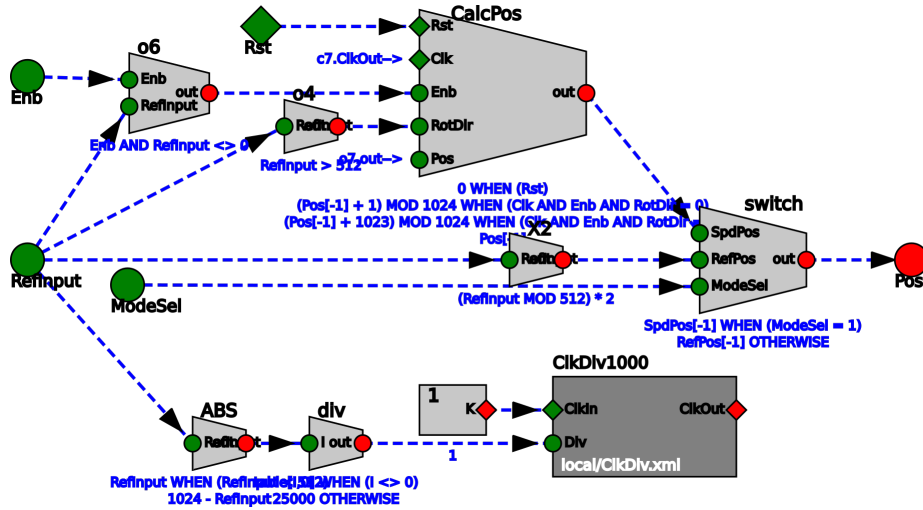 CalcPos
Rst
Rst
o6
c7.ClkOut-->
Clk
Enb
Enb
out
o4
Enb
out
RefInput
RotDir
Enb AND RefInput <> 0
RefInput > 512
o7.out-->
Pos
0 WHEN (Rst)
(Pos[-1] + 1) MOD 1024 WHEN (Clk AND Enb AND RotDir = 0)
(Pos[-1] + 1023) MOD 1024 WHEN (Clk AND Enb AND RotDir
switch
X2
SpdPos
RefInput
RefPos
out
Pos
ModeSel
ModeSel
(RefInput MOD 512) * 2
SpdPos[-1] WHEN (ModeSel = 1)
RefPos[-1] OTHERWISE
ClkDiv1000
1
K
ClkIn
ClkOut
ABS
div
I out
Div
1
local/ClkDiv.xml
RefInput WHEN (RefInput
WHEN (I <> 0)
1024 - RefInput
25000 OTHERWISE